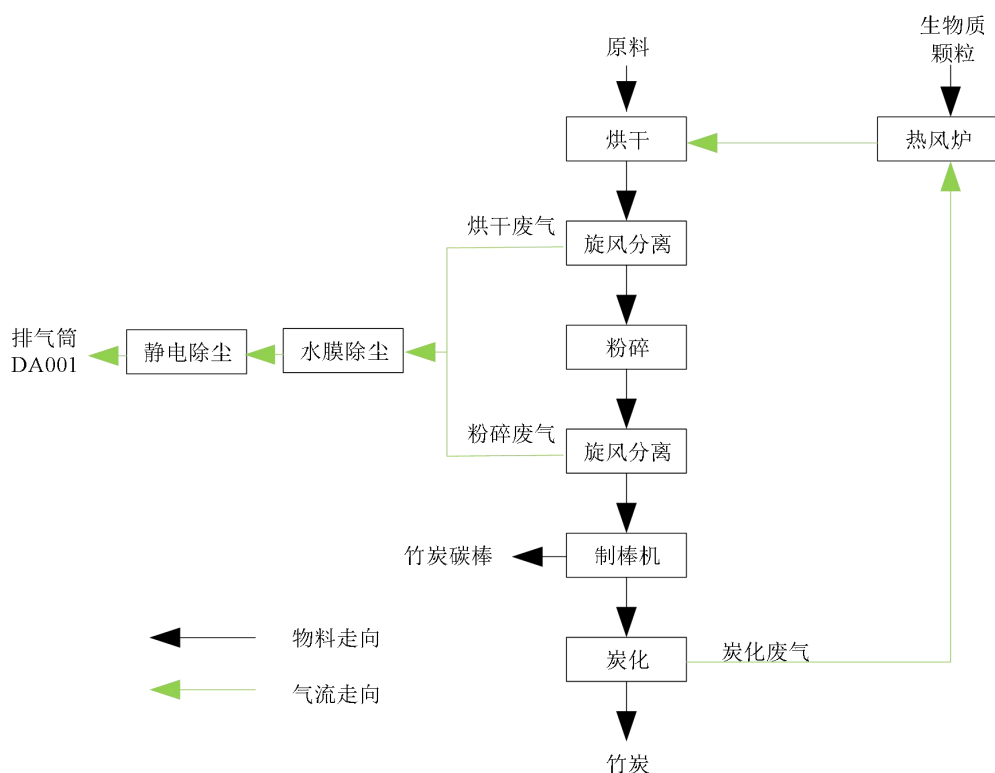 生物质
颗粒
原料
烘干
热风炉
烘干废气
旋风分离
排气筒
DA001
静电除尘
水膜除尘
粉碎
粉碎废气
旋风分离
竹炭碳棒
制棒机
物料走向
炭化
炭化废气
气流走向
竹炭